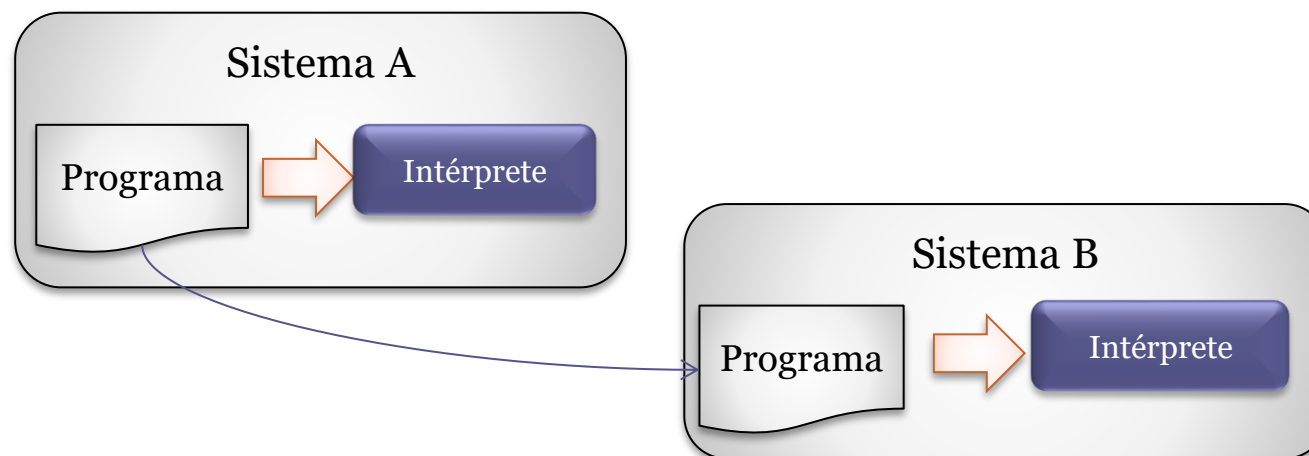 Sistema A
Programa
Intérprete
Sistema B
Programa
Intérprete